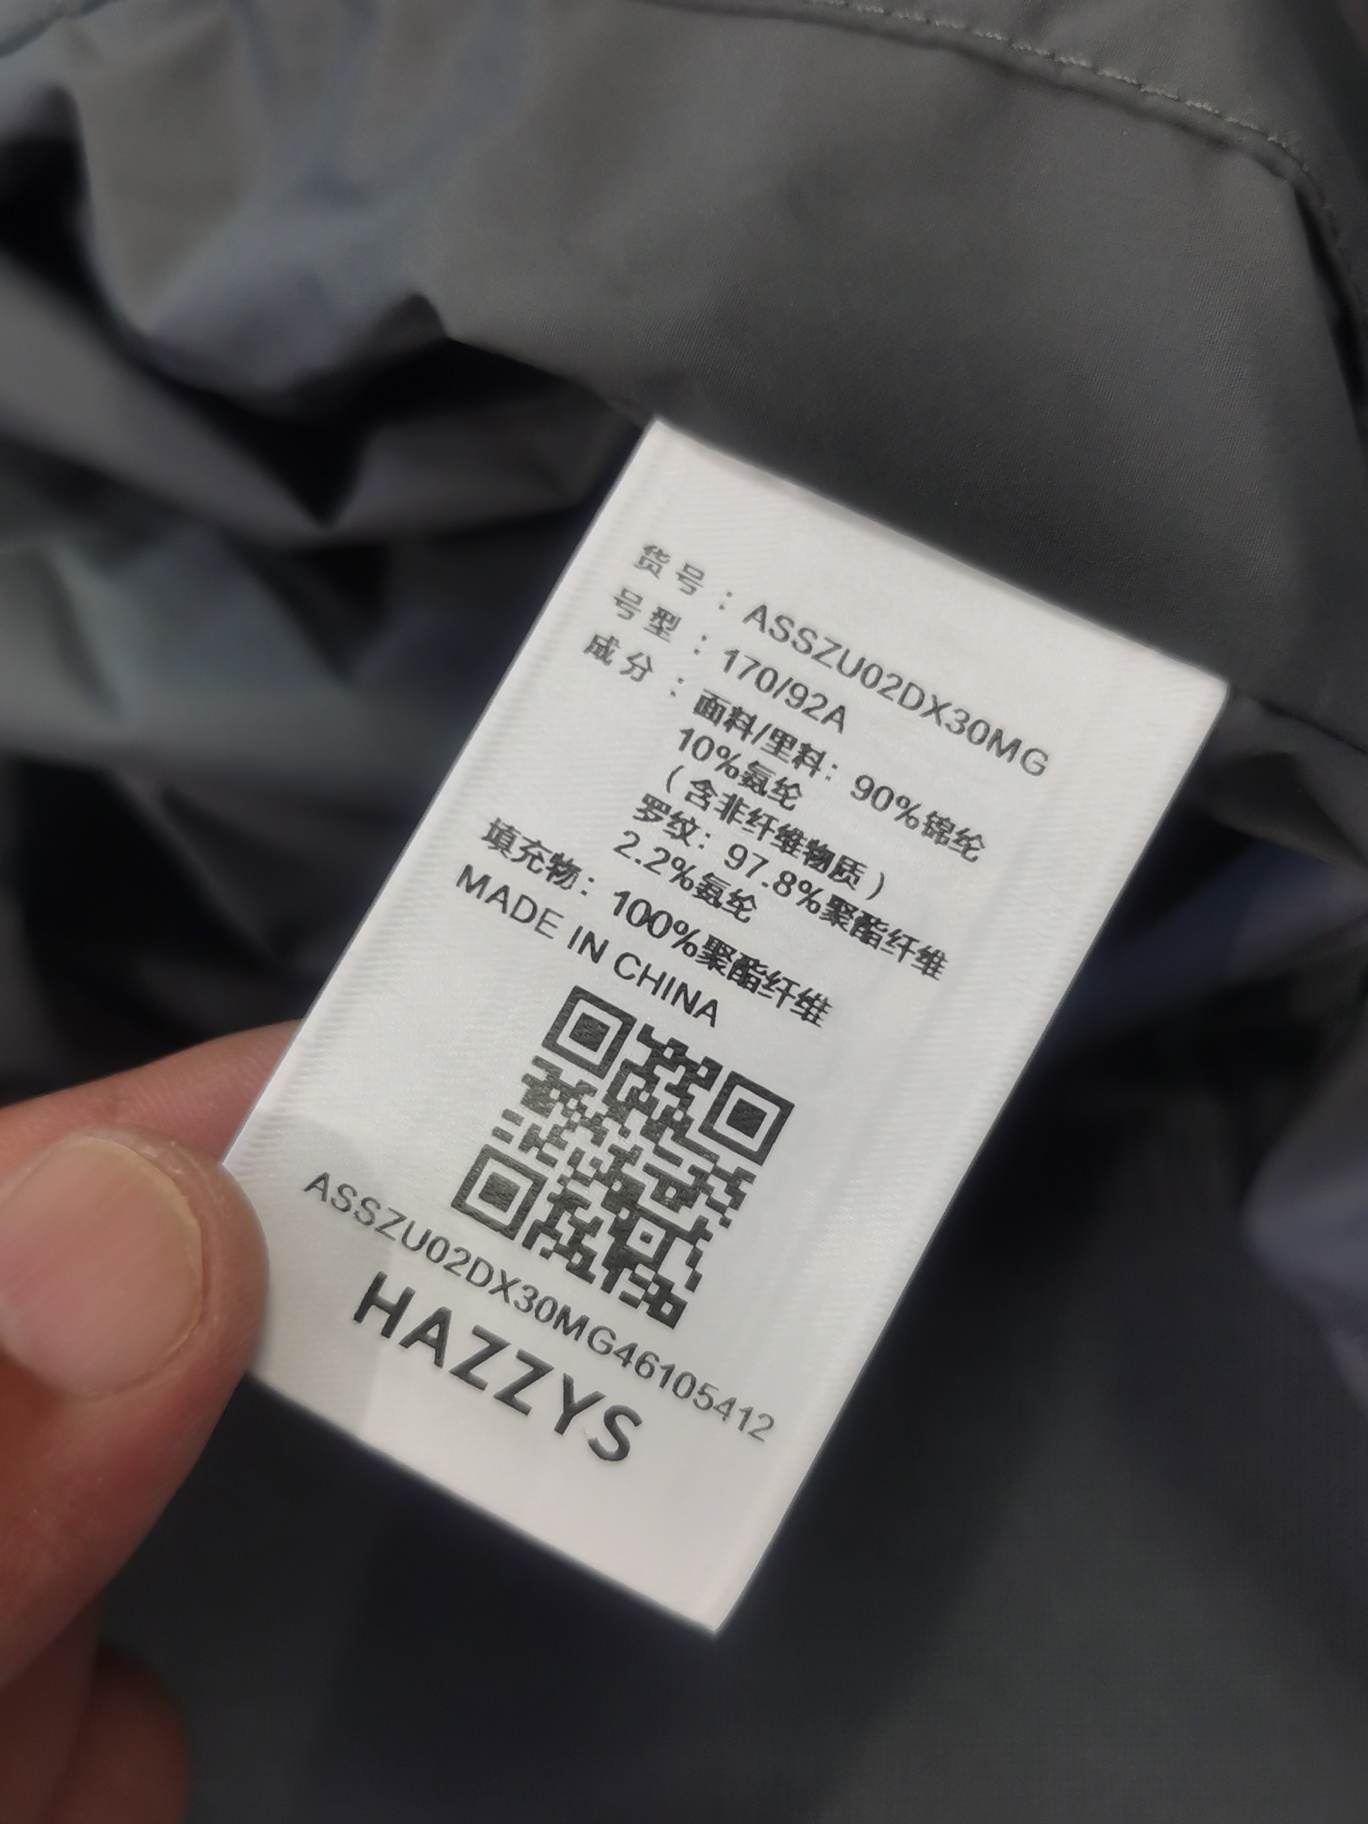 货号：ASSZU02DX30MG
号型：170/92A
成分：面料/里料：90%锦纶
10%氨纶
（含非纤维物质）
罗纹：97.8%聚酯纤维
2.2%氨纶
填充物：100%聚酯纤维
MADE IN CHINA
ASSZU02DX30MG46105412
HAZZYS